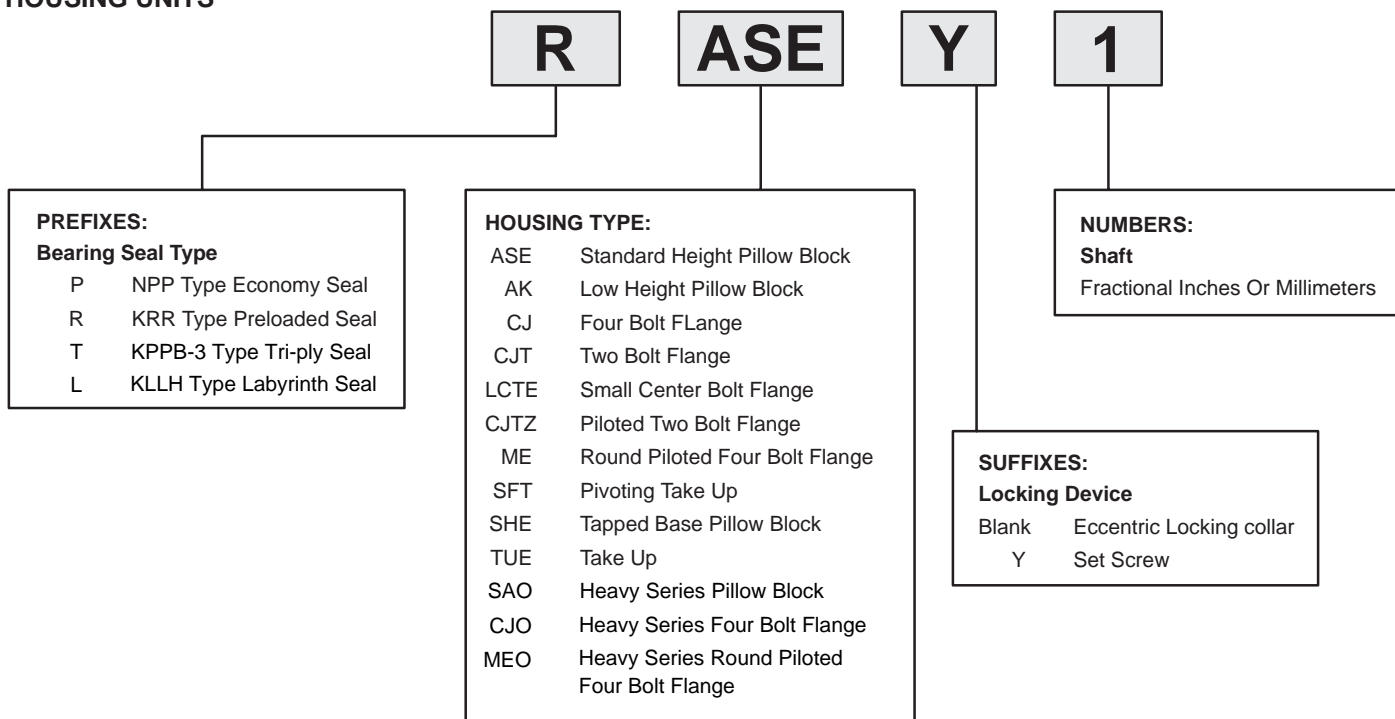 HOUSING UNITS
R ASE Y 1
PREFIXES:
Bearing Seal Type
P NPP Type Economy Seal
R KRR Type Preloaded Seal
T KPPB-3 Type Tri-ply Seal
L KLLH Type Labyrinth Seal
HOUSING TYPE:
ASE Standard Height Pillow Block
AK Low Height Pillow Block
CJ Four Bolt FLange
CJT Two Bolt Flange
LCTE Small Center Bolt Flange
CJTZ Piloted Two Bolt Flange
ME Round Piloted Four Bolt Flange
SFT Pivoting Take Up
SHE Tapped Base Pillow Block
TUE Take Up
SAO Heavy Series Pillow Block
CJO Heavy Series Four Bolt Flange
MEO Heavy Series Round Piloted
Four Bolt Flange
NUMBERS:
Shaft
Fractional Inches Or Millimeters
SUFFIXES:
Locking Device
Blank Eccentric Locking collar
Y Set Screw